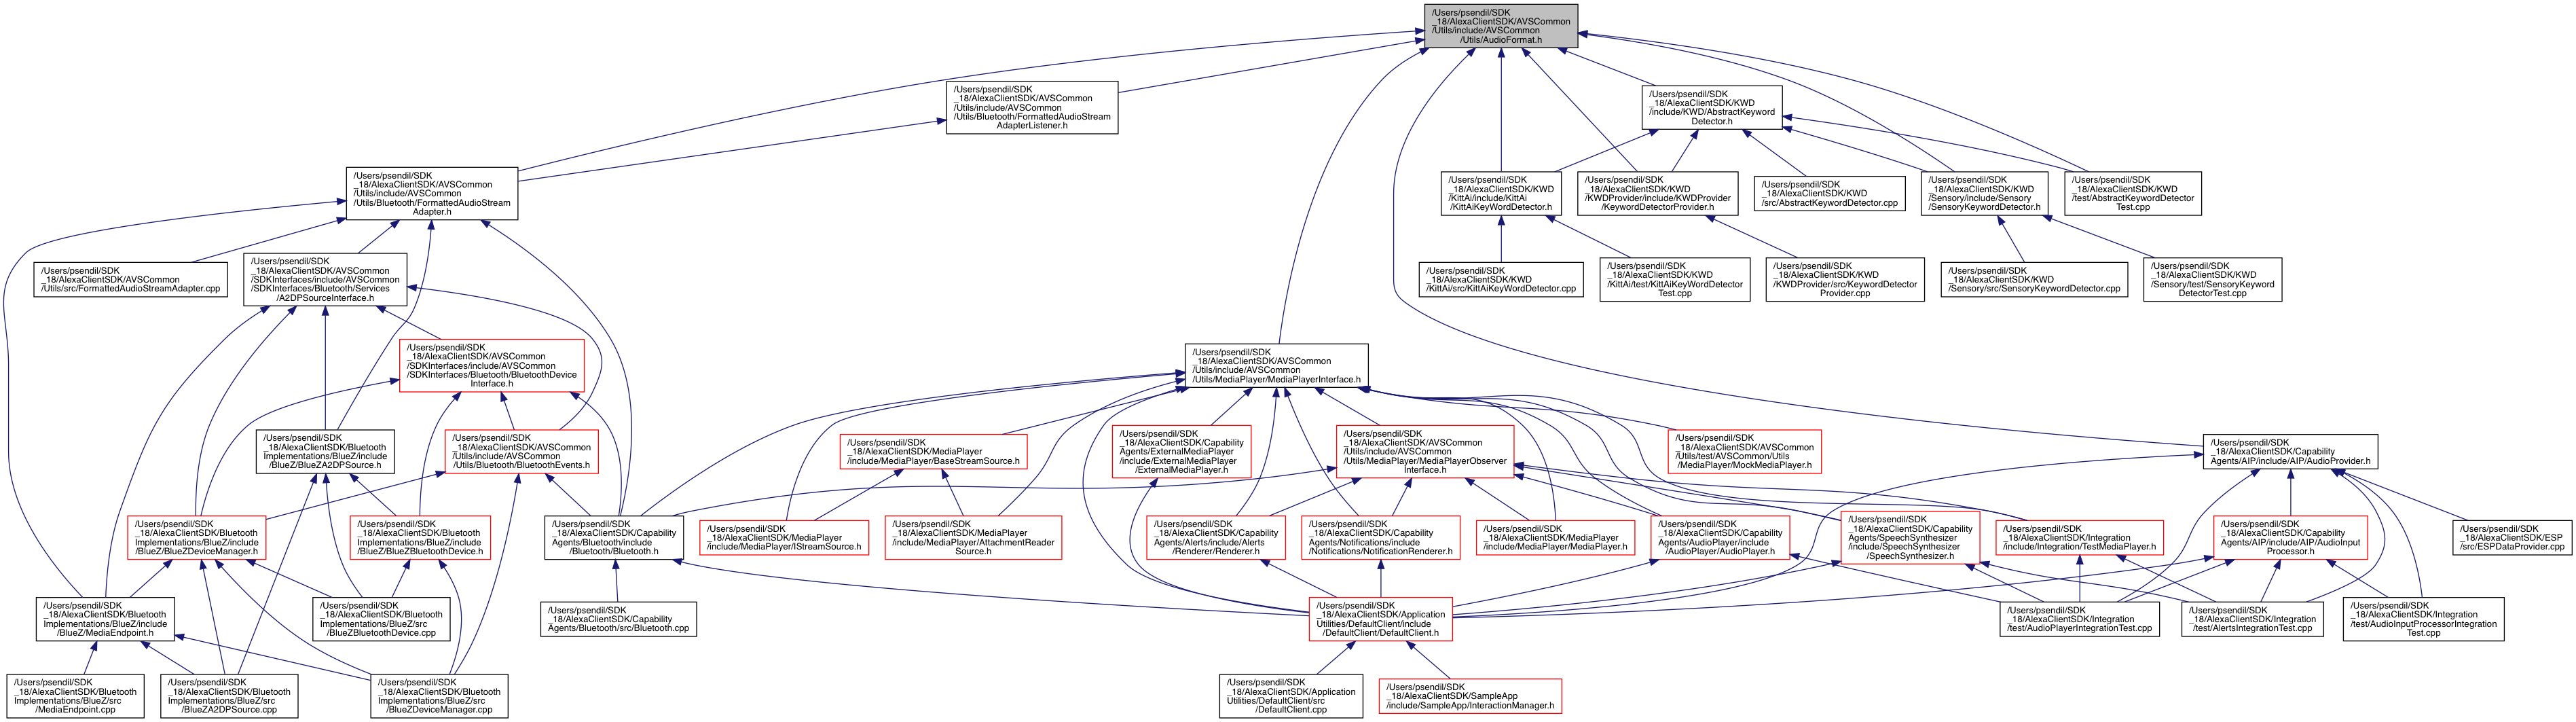 /Users/psendil/SDK
_18/AlexaClientSDK/AVSCommon
/Utils/include/AVSCommon
/Utils/AudioFormat.h
/Users/psendil/SDK
_18/AlexaClientSDK/AVSCommon
/Utils/include/AVSCommon
/Utils/Bluetooth/FormattedAudioStream
AdapterListener.h
/Users/psendil/SDK
_18/AlexaClientSDK/KWD
/include/KWD/AbstractKeyword
Detector.h
/Users/psendil/SDK
_18/AlexaClientSDK/AVSCommon
/Utils/include/AVSCommon
/Utils/Bluetooth/FormattedAudioStream
Adapter.h
/Users/psendil/SDK
_18/AlexaClientSDK/KWD
/KittAi/include/KittAi
/KittAiKeyWordDetector.h
/Users/psendil/SDK
_18/AlexaClientSDK/KWD
/KWDProvider/include/KWDProvider
/KeywordDetectorProvider.h
/Users/psendil/SDK
_18/AlexaClientSDK/KWD
/src/AbstractKeywordDetector.cpp
/Users/psendil/SDK
_18/AlexaClientSDK/KWD
/Sensory/include/Sensory
/SensoryKeywordDetector.h
/Users/psendil/SDK
_18/AlexaClientSDK/KWD
/test/AbstractKeywordDetector
Test.cpp
/Users/psendil/SDK
_18/AlexaClientSDK/AVSCommon
/Utils/src/FormattedAudioStreamAdapter.cpp
/Users/psendil/SDK
_18/AlexaClientSDK/AVSCommon
/SDKInterfaces/include/AVSCommon
/SDKInterfaces/Bluetooth/Services
/A2DPSourceInterface.h
/Users/psendil/SDK
_18/AlexaClientSDK/KWD
/KittAi/src/KittAiKeyWordDetector.cpp
/Users/psendil/SDK
_18/AlexaClientSDK/KWD
/KittAi/test/KittAiKeyWordDetector
Test.cpp
/Users/psendil/SDK
_18/AlexaClientSDK/KWD
/KWDProvider/src/KeywordDetector
Provider.cpp
/Users/psendil/SDK
_18/AlexaClientSDK/KWD
/Sensory/src/SensoryKeywordDetector.cpp
/Users/psendil/SDK
_18/AlexaClientSDK/KWD
/Sensory/test/SensoryKeyword
DetectorTest.cpp
/Users/psendil/SDK
_18/AlexaClientSDK/AVSCommon
/SDKInterfaces/include/AVSCommon
/SDKInterfaces/Bluetooth/BluetoothDevice
Interface.h
/Users/psendil/SDK
_18/AlexaClientSDK/AVSCommon
/Utils/include/AVSCommon
/Utils/MediaPlayer/MediaPlayerInterface.h
/Users/psendil/SDK
_18/AlexaClientSDK/Bluetooth
Implementations/BlueZ/include
/BlueZ/BlueZA2DPSource.h
/Users/psendil/SDK
_18/AlexaClientSDK/AVSCommon
/Utils/include/AVSCommon
/Utils/Bluetooth/BluetoothEvents.h
/Users/psendil/SDK
_18/AlexaClientSDK/MediaPlayer
/include/MediaPlayer/BaseStreamSource.h
/Users/psendil/SDK
_18/AlexaClientSDK/Capability
Agents/ExternalMediaPlayer
/include/ExternalMediaPlayer
/ExternalMediaPlayer.h
/Users/psendil/SDK
_18/AlexaClientSDK/AVSCommon
/Utils/include/AVSCommon
/Utils/MediaPlayer/MediaPlayerObserver
Interface.h
/Users/psendil/SDK
_18/AlexaClientSDK/AVSCommon
/Utils/test/AVSCommon/Utils
/MediaPlayer/MockMediaPlayer.h
/Users/psendil/SDK
_18/AlexaClientSDK/Capability
Agents/AIP/include/AIP/AudioProvider.h
/Users/psendil/SDK
_18/AlexaClientSDK/Bluetooth
Implementations/BlueZ/include
/BlueZ/BlueZDeviceManager.h
/Users/psendil/SDK
_18/AlexaClientSDK/Bluetooth
Implementations/BlueZ/include
/BlueZ/BlueZBluetoothDevice.h
/Users/psendil/SDK
_18/AlexaClientSDK/Capability
Agents/Bluetooth/include
/Bluetooth/Bluetooth.h
/Users/psendil/SDK
_18/AlexaClientSDK/MediaPlayer
/include/MediaPlayer/IStreamSource.h
/Users/psendil/SDK
_18/AlexaClientSDK/MediaPlayer
/include/MediaPlayer/AttachmentReader
Source.h
/Users/psendil/SDK
_18/AlexaClientSDK/Capability
Agents/Alerts/include/Alerts
/Renderer/Renderer.h
/Users/psendil/SDK
_18/AlexaClientSDK/Capability
Agents/Notifications/include
/Notifications/NotificationRenderer.h
/Users/psendil/SDK
_18/AlexaClientSDK/MediaPlayer
/include/MediaPlayer/MediaPlayer.h
/Users/psendil/SDK
_18/AlexaClientSDK/Capability
Agents/AudioPlayer/include
/AudioPlayer/AudioPlayer.h
/Users/psendil/SDK
_18/AlexaClientSDK/Capability
Agents/SpeechSynthesizer
/include/SpeechSynthesizer
/SpeechSynthesizer.h
/Users/psendil/SDK
_18/AlexaClientSDK/Integration
/include/Integration/TestMediaPlayer.h
/Users/psendil/SDK
_18/AlexaClientSDK/Capability
Agents/AIP/include/AIP/AudioInput
Processor.h
/Users/psendil/SDK
_18/AlexaClientSDK/ESP
/src/ESPDataProvider.cpp
/Users/psendil/SDK
_18/AlexaClientSDK/Bluetooth
Implementations/BlueZ/include
/BlueZ/MediaEndpoint.h
/Users/psendil/SDK
_18/AlexaClientSDK/Bluetooth
Implementations/BlueZ/src
/BlueZBluetoothDevice.cpp
/Users/psendil/SDK
_18/AlexaClientSDK/Capability
Agents/Bluetooth/src/Bluetooth.cpp
/Users/psendil/SDK
_18/AlexaClientSDK/Application
Utilities/DefaultClient/include
/DefaultClient/DefaultClient.h
/Users/psendil/SDK
_18/AlexaClientSDK/Integration
/test/AudioPlayerIntegrationTest.cpp
/Users/psendil/SDK
_18/AlexaClientSDK/Integration
/test/AlertsIntegrationTest.cpp
/Users/psendil/SDK
_18/AlexaClientSDK/Integration
/test/AudioInputProcessorIntegration
Test.cpp
/Users/psendil/SDK
_18/AlexaClientSDK/Bluetooth
Implementations/BlueZ/src
/MediaEndpoint.cpp
/Users/psendil/SDK
_18/AlexaClientSDK/Bluetooth
Implementations/BlueZ/src
/BlueZA2DPSource.cpp
/Users/psendil/SDK
_18/AlexaClientSDK/Bluetooth
Implementations/BlueZ/src
/BlueZDeviceManager.cpp
/Users/psendil/SDK
_18/AlexaClientSDK/Application
Utilities/DefaultClient/src
/DefaultClient.cpp
/Users/psendil/SDK
_18/AlexaClientSDK/SampleApp
/include/SampleApp/InteractionManager.h